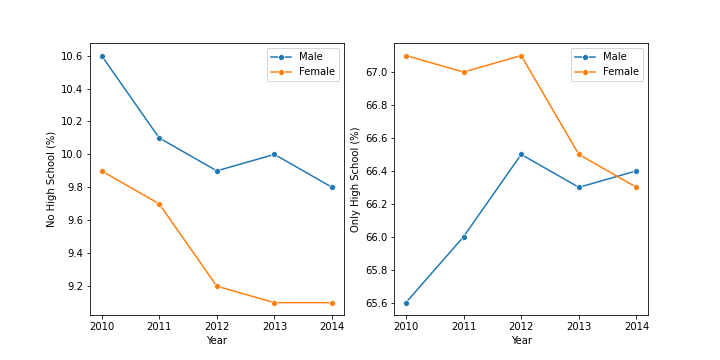 No High School (%)
10.6
10.4
10.2
10.0
9.8
9.6
9.4
9.2
2010 2011 2012 2013 2014
Year
Male
Female
Only High School (%)
67.0
66.8
66.6
66.4
66.2
66.0
65.8
65.6
2010 2011 2012 2013 2014
Year
Male
Female